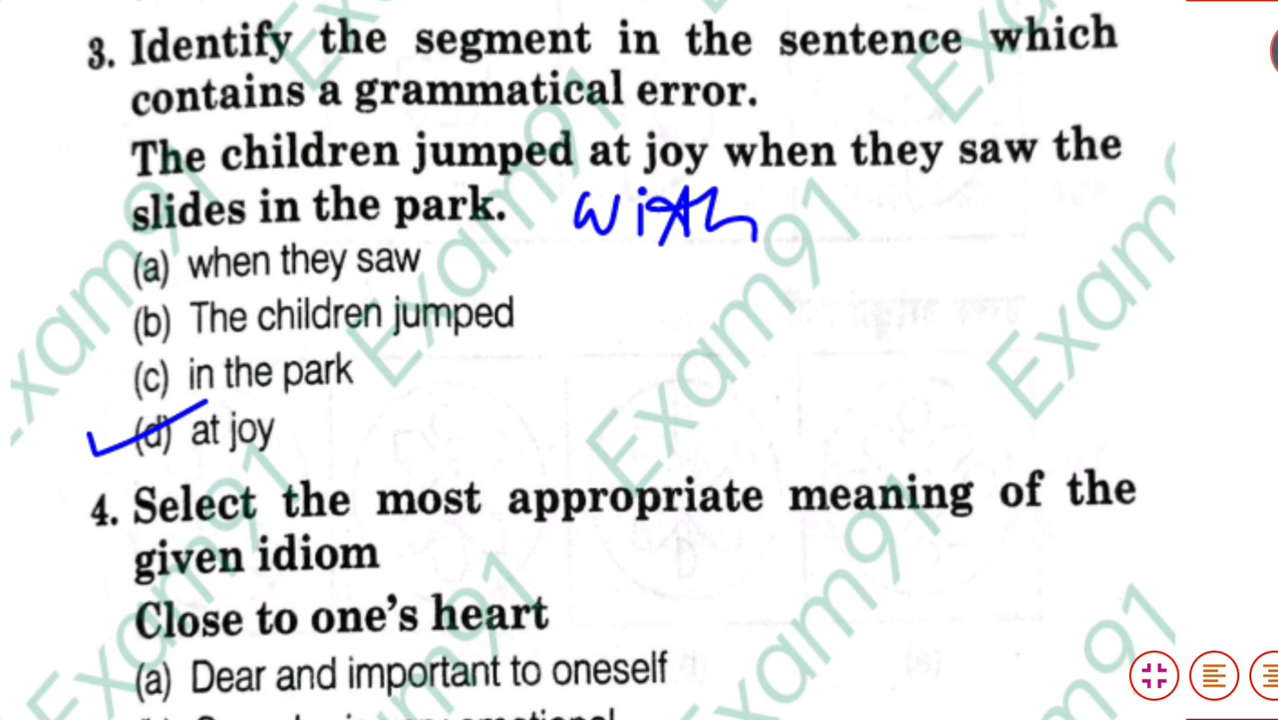 3. Identify the segment in the sentence which
contains a grammatical error.
The children jumped at joy when they saw the
slides in the park. with
(a) when they saw
(b) The children jumped
(c) in the park
(d) at joy
4. Select the most appropriate meaning of the
given idiom
Close to one's heart
(a) Dear and important to oneself
Exam91